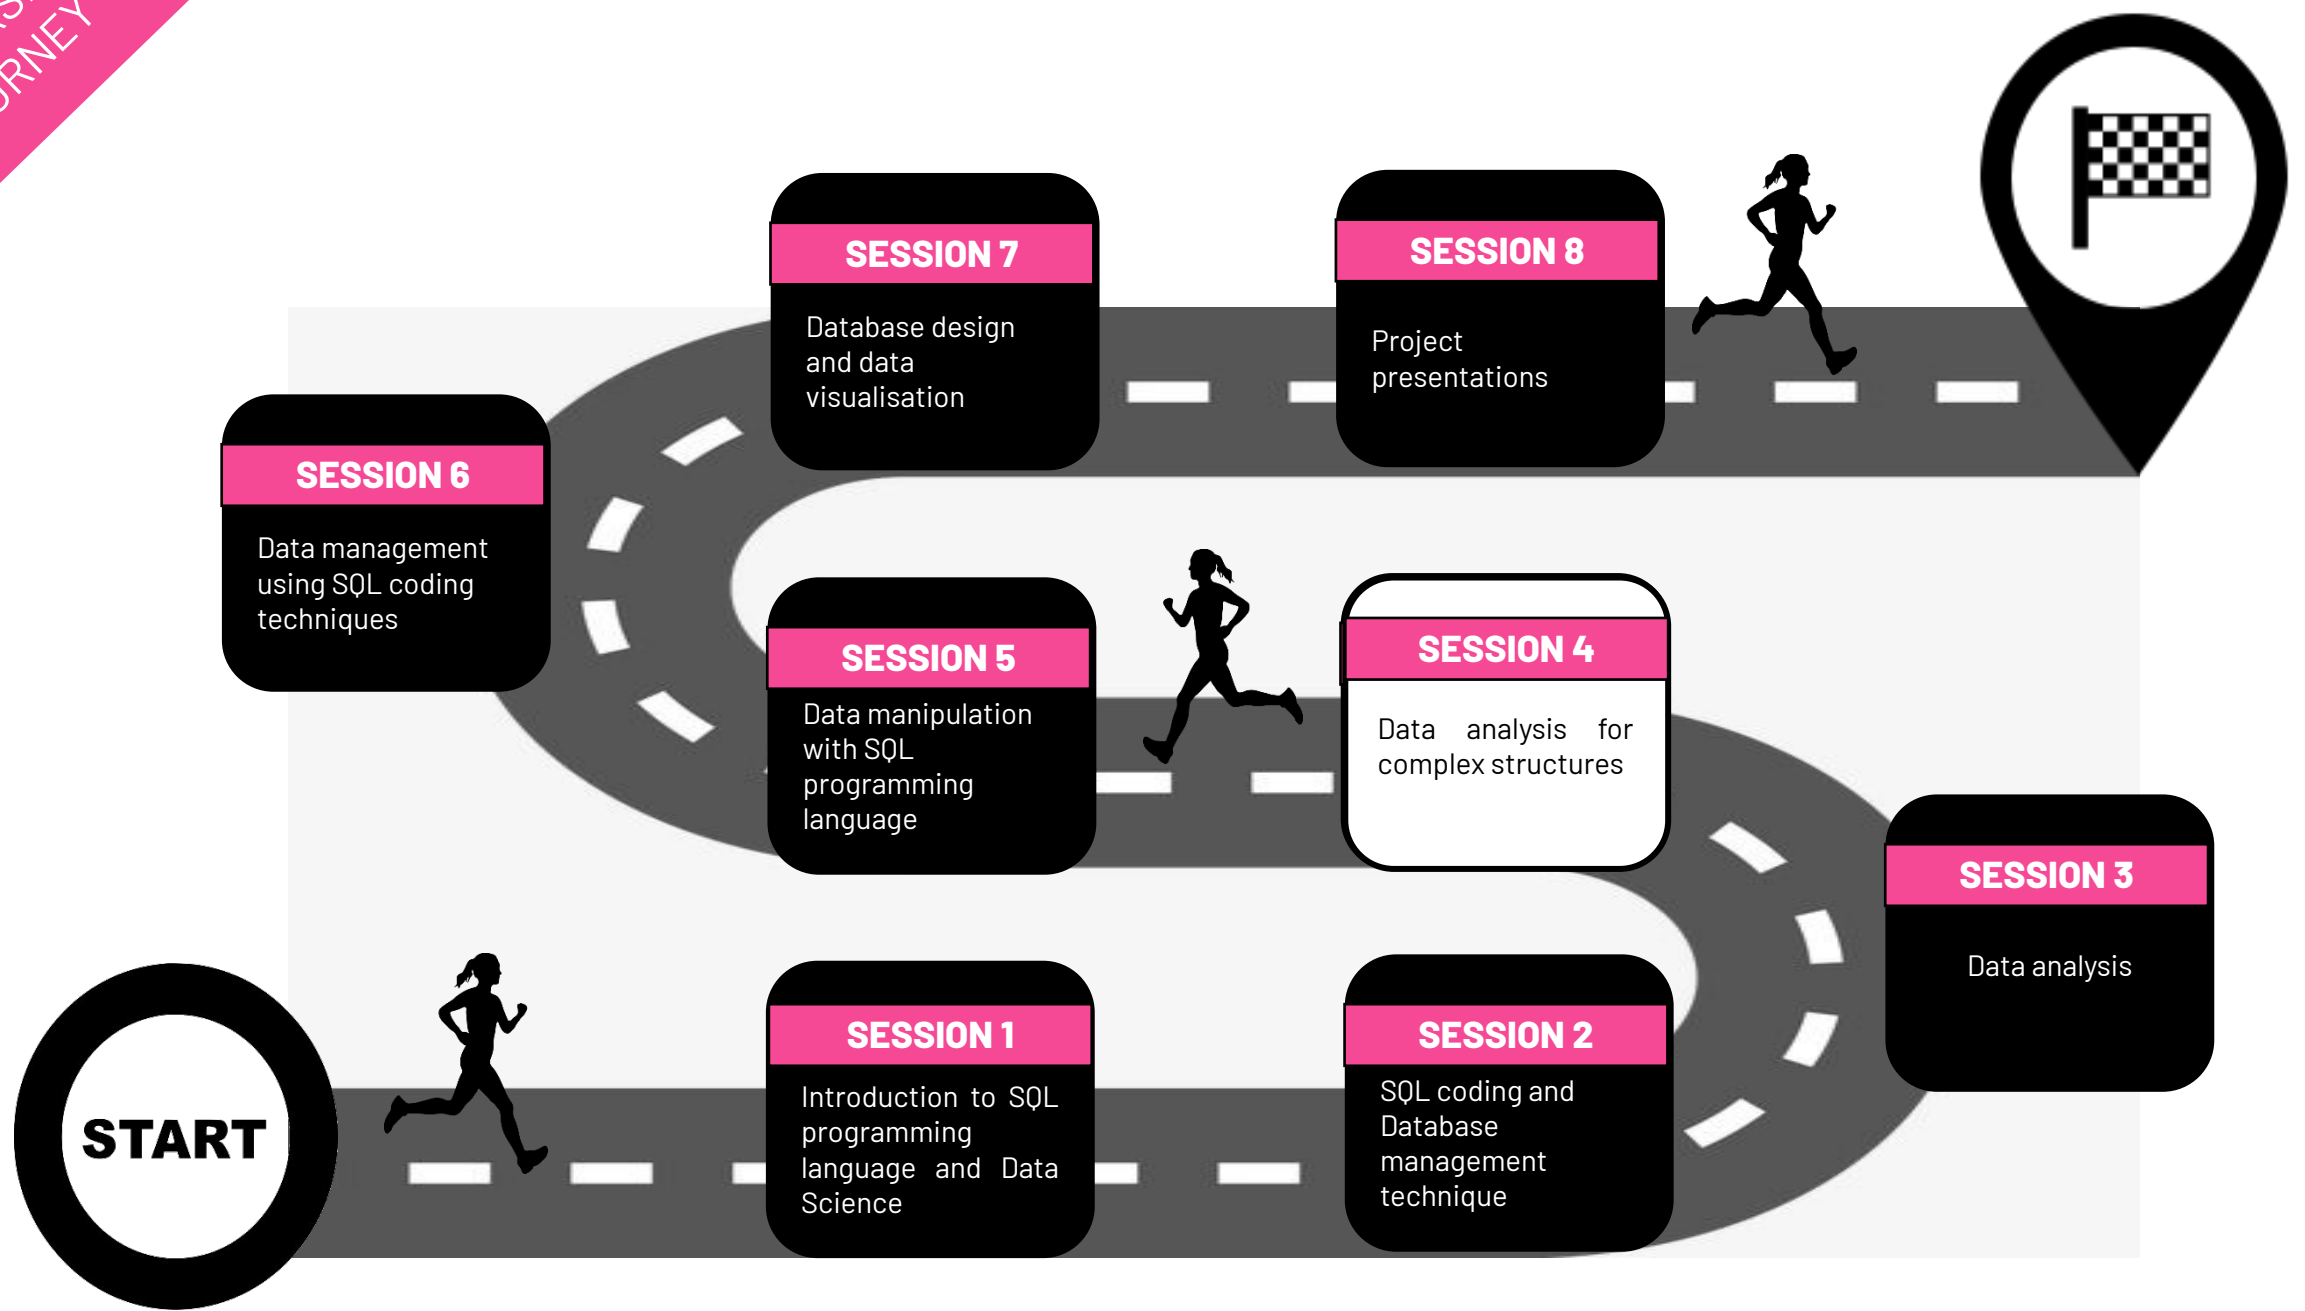 SESSION 7
Database design
and data
visualisation
SESSION 8
Project
presentations
SESSION 6
Data management
using SQL coding
techniques
SESSION 5
Data manipulation
with SQL
programming
language
SESSION 4
Data analysis for
complex structures
SESSION 3
Data analysis
START
SESSION 1
Introduction to SQL
programming
language and Data
Science
SESSION 2
SQL coding and
Database
management
technique